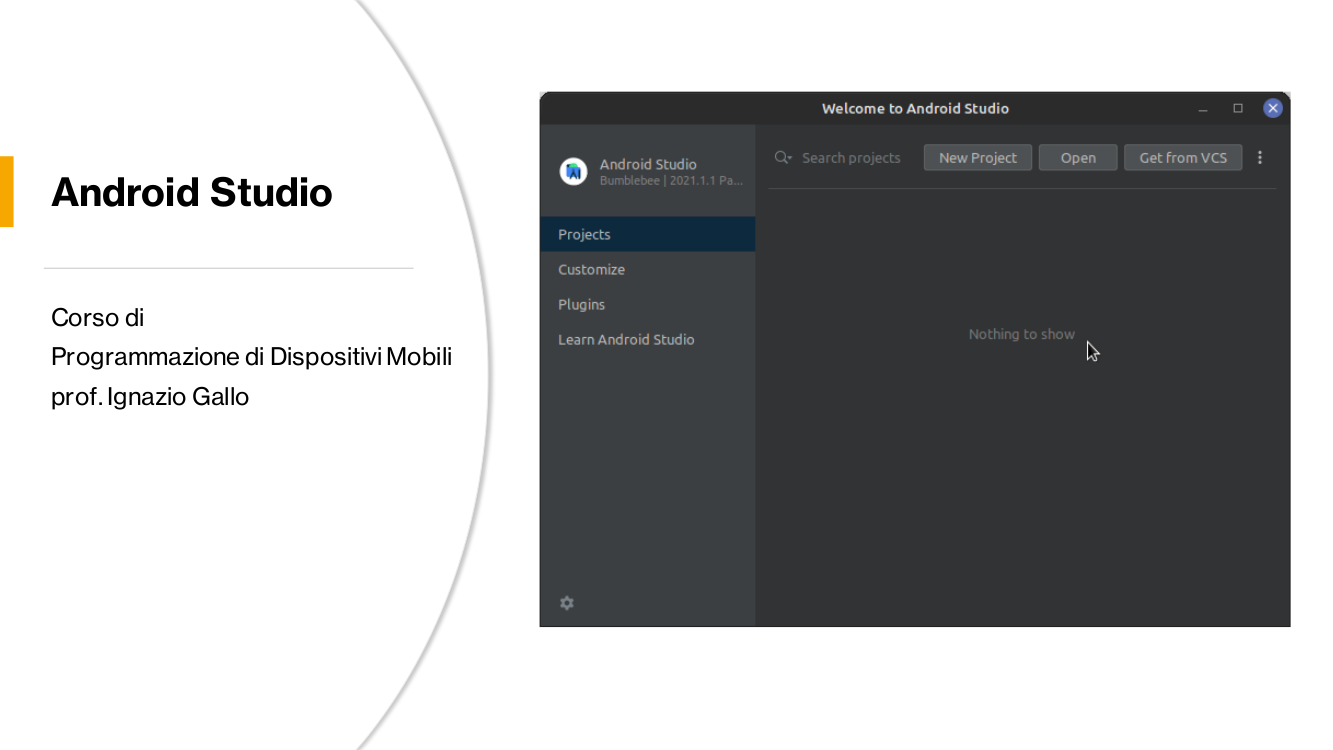 Android Studio
Corso di
Programmazione di Dispositivi Mobili
prof. Ignazio Gallo
Welcome to Android Studio
Android Studio
Bumblebee | 2021.1.1 Pa...
Search projects
New Project
Open
Get from VCS
Projects
Customize
Plugins
Learn Android Studio
Nothing to show